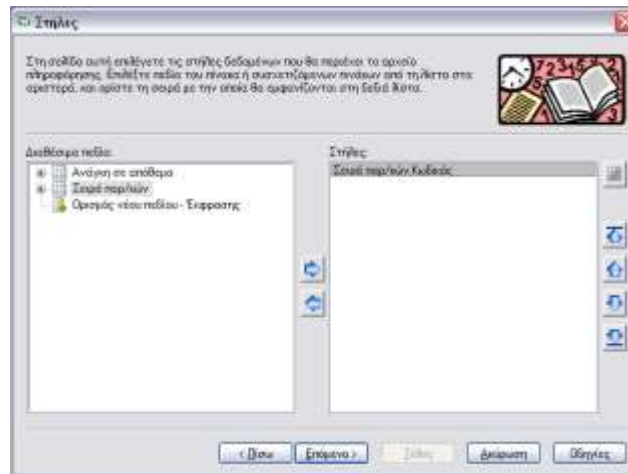 Στήλες
Στη σελίδα αυτή επιλέγετε τις στήλες δεδομένων που θα περιέχει το αρχείο
πληροφόρησης. Επιλέξτε πεδία του πίνακα ή συσχετιζόμενων πινάκων από τη λίστα στα
αριστερά, και ορίστε τη σειρά με την οποία θα εμφανίζονται στη δεξιά λίστα.
Διαθέσιμα πεδία:
Στήλες:
Ανάγκη σε απόθεμα
Σειρά παρ/κών
Ορισμός νέου πεδίου - Έκφρασης
Σειρά παρ/κών.Κωδικός
< Πίσω
Επόμενο >
Τέλος
Ακύρωση
Οδηγίες